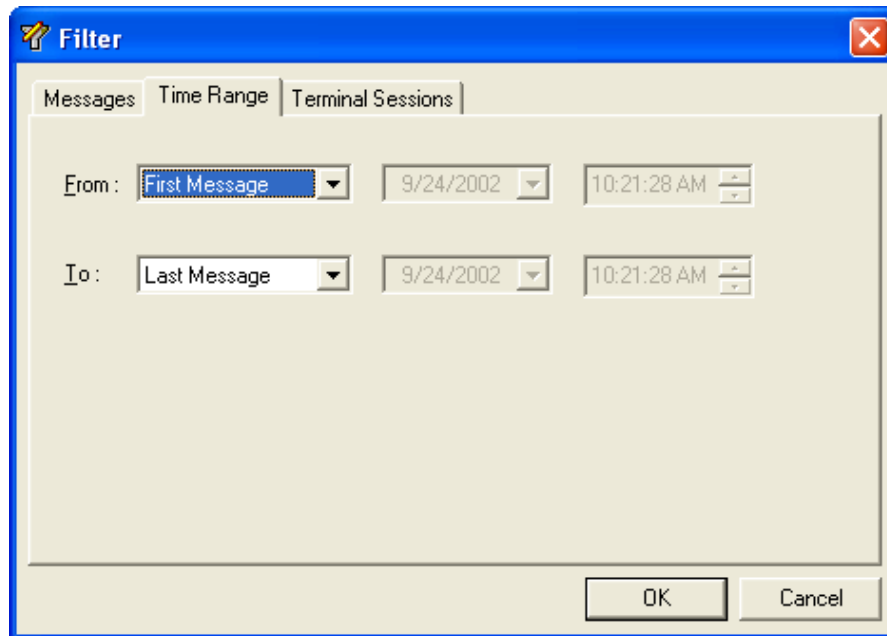 Filter
Messages Time Range Terminal Sessions
From : First Message 9/24/2002 10:21:28 AM
To : Last Message 9/24/2002 10:21:28 AM
OK Cancel